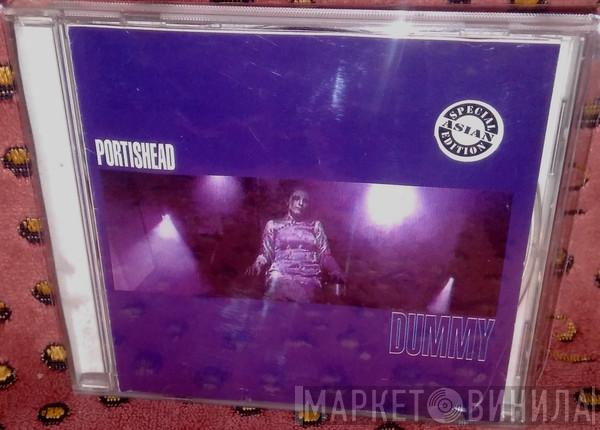 SPECIAL
ASIAN
EDITION
PORTISHEAD
DUMMY
МАРКЕТ ВИНИЛА